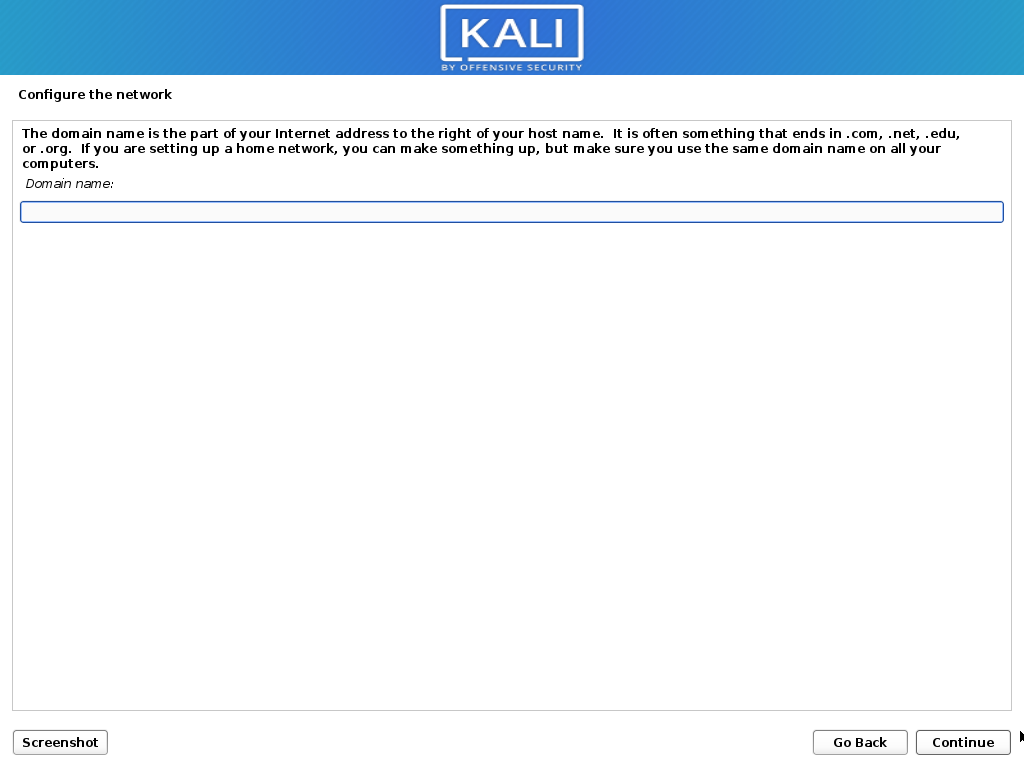 KALI
BY OFFENSIVE SECURITY
Configure the network
The domain name is the part of your Internet address to the right of your host name.  It is often something that ends in .com, .net, .edu,
or .org.  If you are setting up a home network, you can make something up, but make sure you use the same domain name on all your
computers.
Domain name:
Screenshot
Go Back
Continue